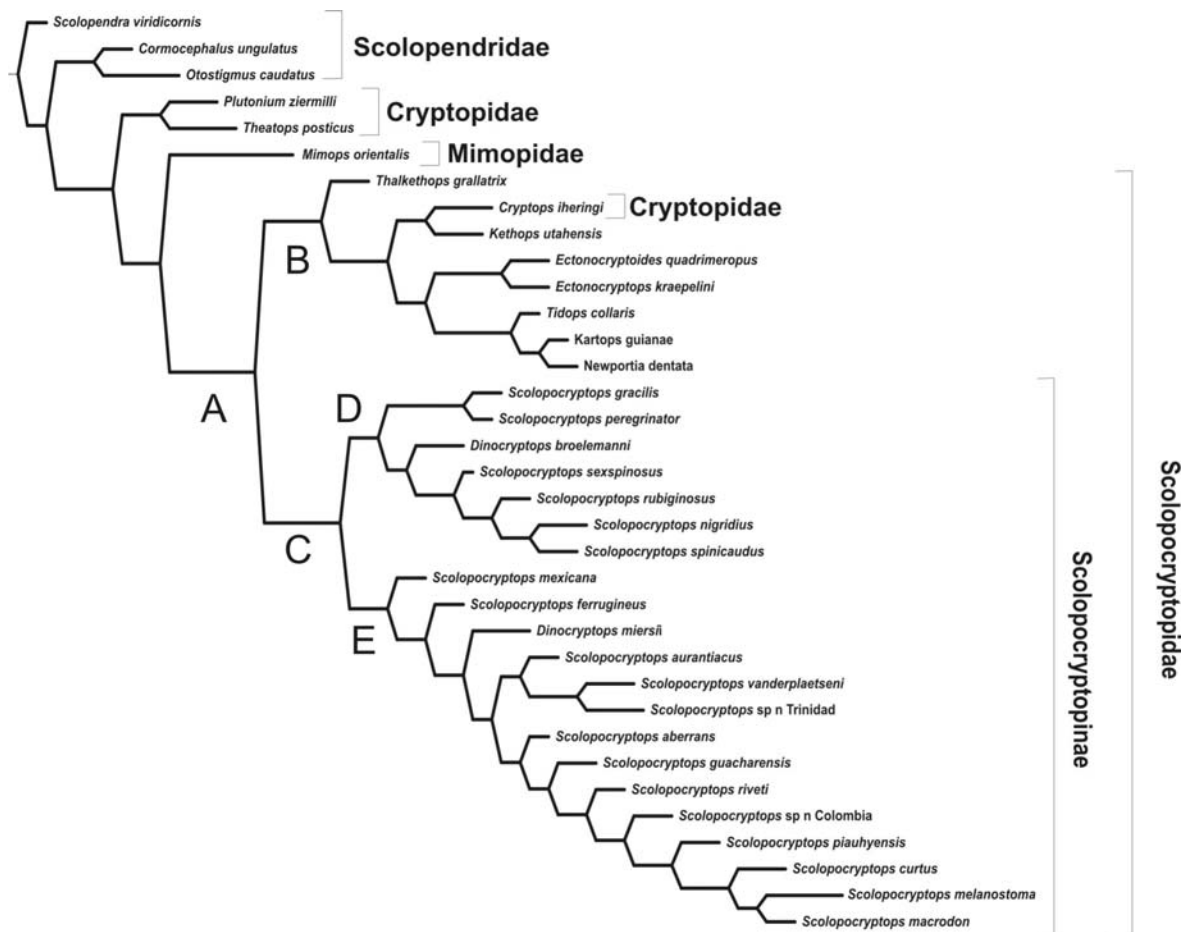 Scolopendra viridicornis
Cormocephalus ungulatus
Otostigmus caudatus
Scolopendridae
Plutonium ziermilli
Theatops posticus
Cryptopidae
Mimops orientalis
Mimopidae
Thalkethops grallatrix
Cryptops iheringi
Cryptopidae
Kethops utahensis
Ectonocryptoides quadrimeropus
Ectonocryptops kraepelini
Tidops collaris
Kartops guianae
Newportia dentata
B
A
Scolopocryptops gracilis
D
Scolopocryptops peregrinator
Dinocryptops broelemanni
Scolopocryptops sexspinosus
Scolopocryptops rubiginosus
Scolopocryptops nigridius
Scolopocryptops spinicaudus
C
Scolopocryptops mexicana
Scolopocryptops ferrugineus
E
Dinocryptops miersii
Scolopocryptops aurantiacus
Scolopocryptops vanderplaetseni
Scolopocryptops sp n Trinidad
Scolopocryptops aberrans
Scolopocryptops guacharensis
Scolopocryptops riveti
Scolopocryptops sp n Colombia
Scolopocryptops piauhyensis
Scolopocryptops curtus
Scolopocryptops melanostoma
Scolopocryptops macrodon
Scolopocryptopinae
Scolopocryptopidae